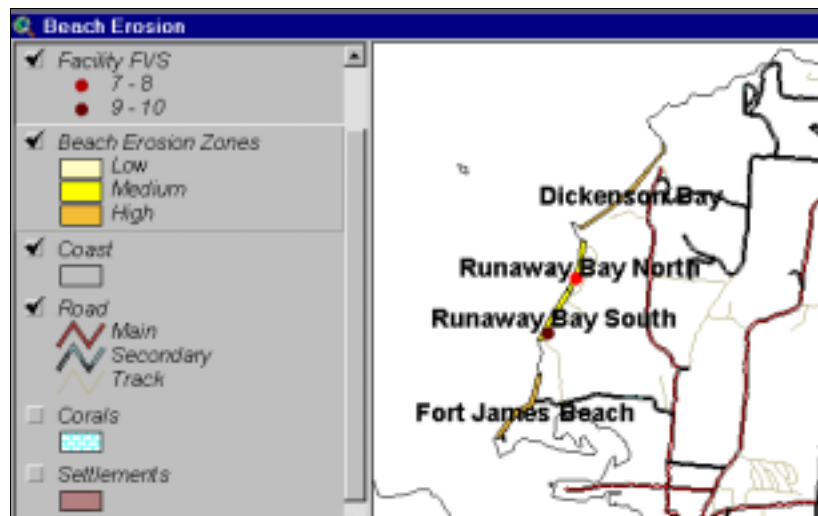 Beach Erosion
Facility FVS
7 - 8
9 - 10
Beach Erosion Zones
Low
Medium
High
Coast
Road
Main
Secondary
Track
Corals
Settlements
Dickenson Bay
Runaway Bay North
Runaway Bay South
Fort James Beach